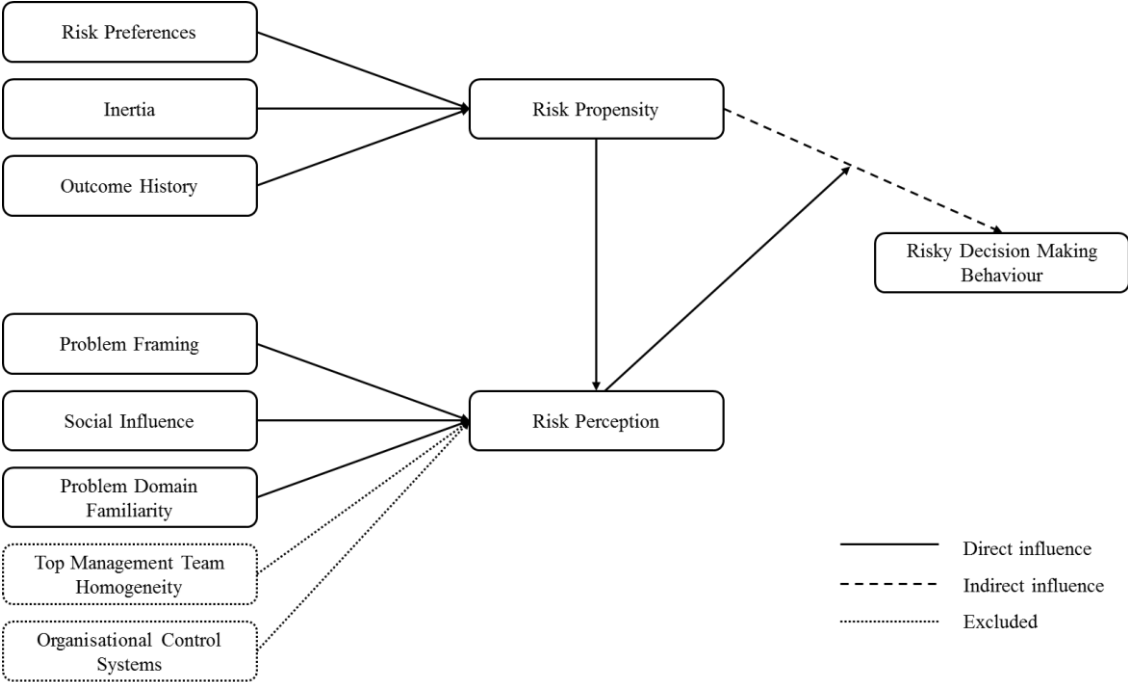 Risk Preferences
Inertia
Outcome History
Risk Propensity
Risky Decision Making
Behaviour
Problem Framing
Social Influence
Problem Domain
Familiarity
Top Management Team
Homogeneity
Organisational Control
Systems
Risk Perception
Direct influence
Indirect influence
Excluded